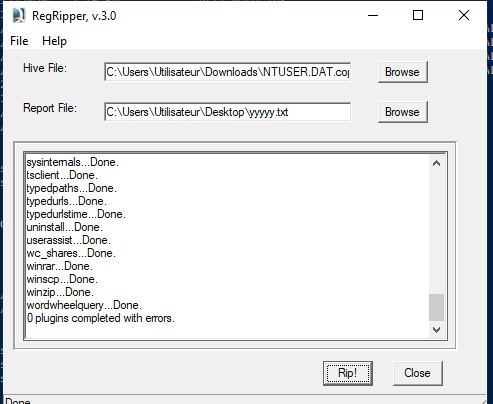 RegRipper, v.3.0
File Help
Hive File:
C:\Users\Utilisateur\Downloads\NTUSER.DAT.cop
Browse
Report File:
C:\Users\Utilisateur\Desktop\yyyyy.txt
Browse
sysinternals...Done.
tsclient...Done.
typedpaths...Done.
typedurls...Done.
typedurlstime...Done.
uninstall...Done.
userassist...Done.
wc_shares...Done.
winrar...Done.
winscp...Done.
winzip...Done.
wordwheelquery...Done.
0 plugins completed with errors.
Rip!
Close
Done